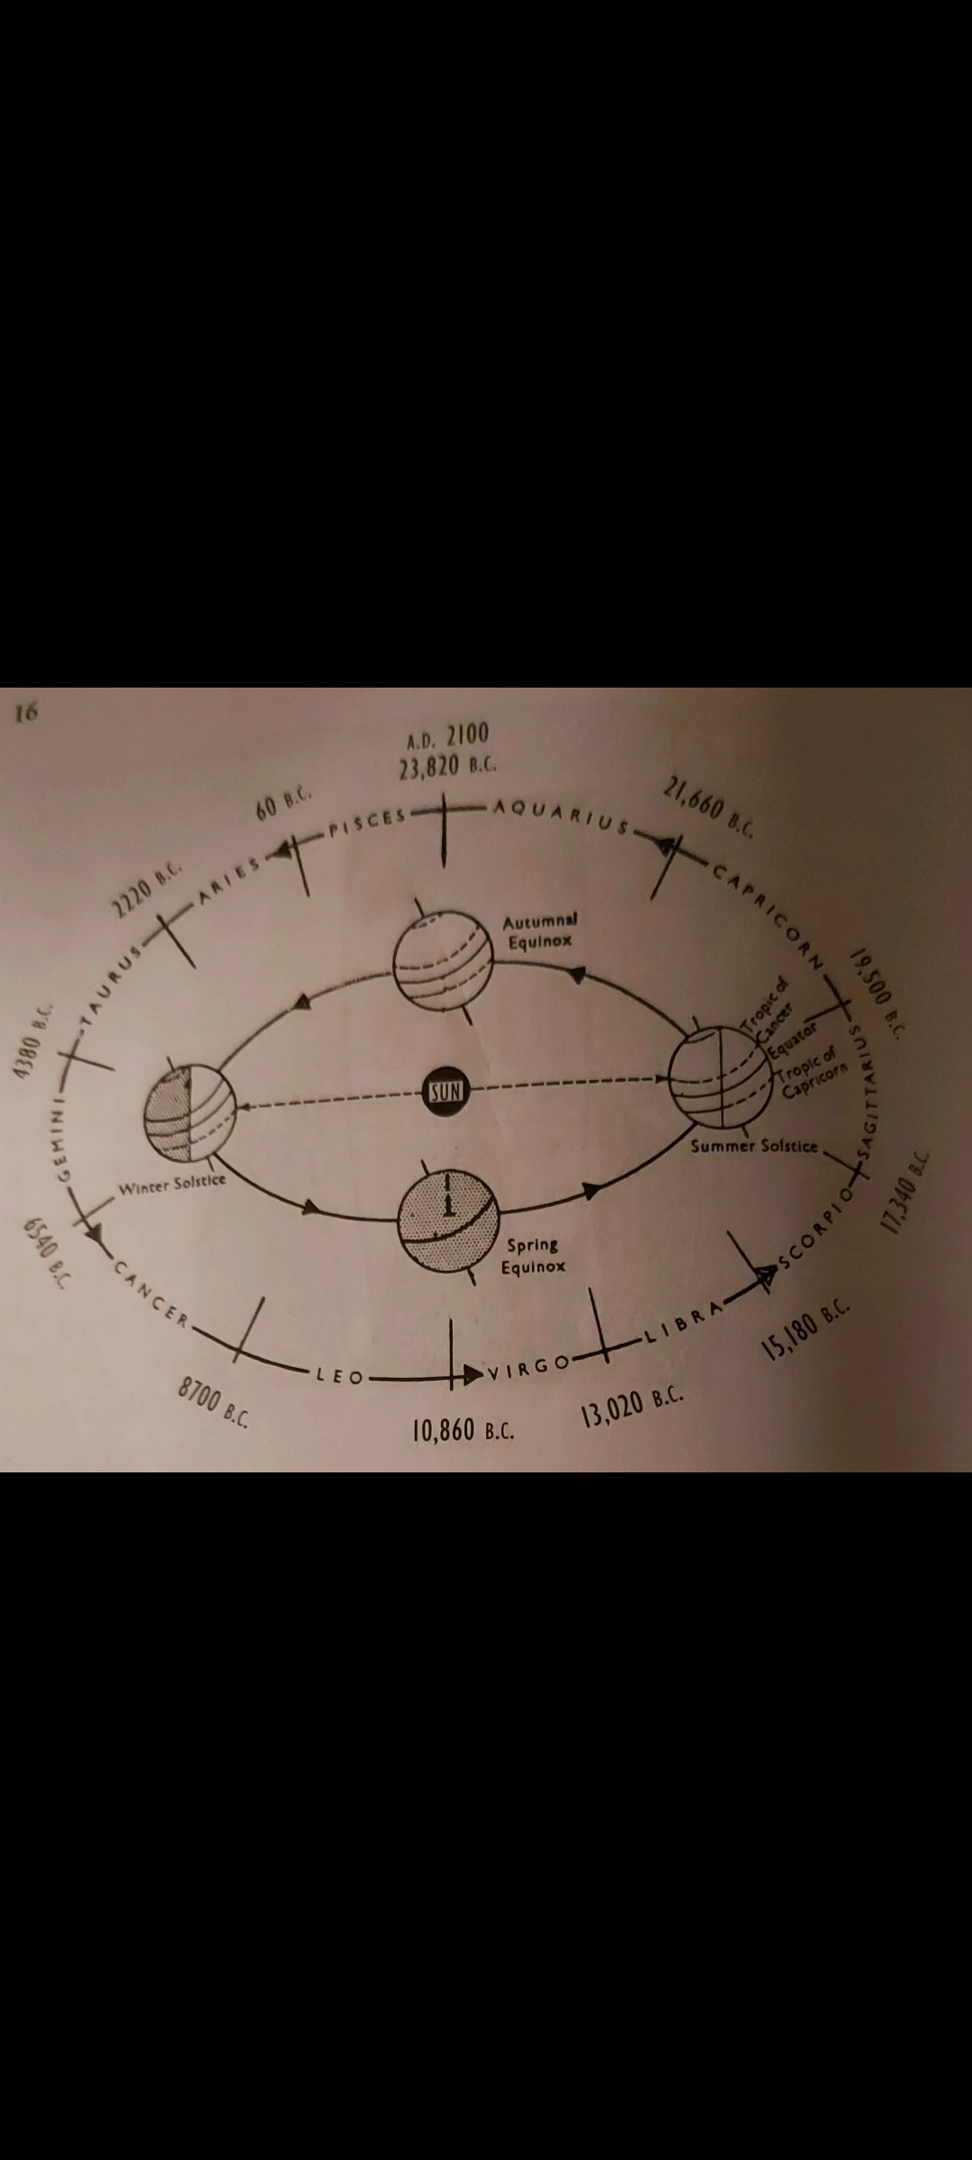 16
A.D. 2100
23,820 B.C.
60 B.C.
PISCES
AQUARIUS
21,660 B.C.
2220 B.C.
ARIES
CAPRICORN
TAURUS
Autumnal
Equinox
19,500 B.C.
4380 B.C.
Tropic of
Cancer
Equator
Tropic of
Capricorn
SUN
SAGITTARIUS
GEMINI
Summer Solstice
Winter Solstice
17,340 B.C.
6540 B.C.
Spring
Equinox
SCORPIO
CANCER
LIBRA
15,180 B.C.
LEO
VIRGO
8700 B.C.
13,020 B.C.
10,860 B.C.